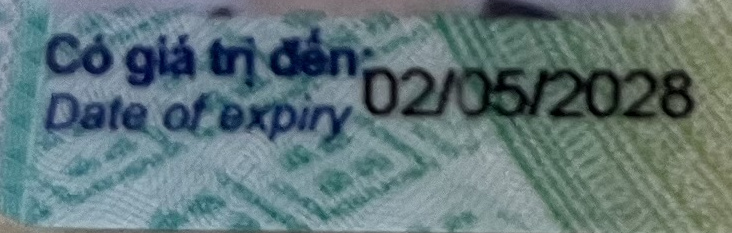 Có giá trị đến:
Date of expiry
02/05/2028